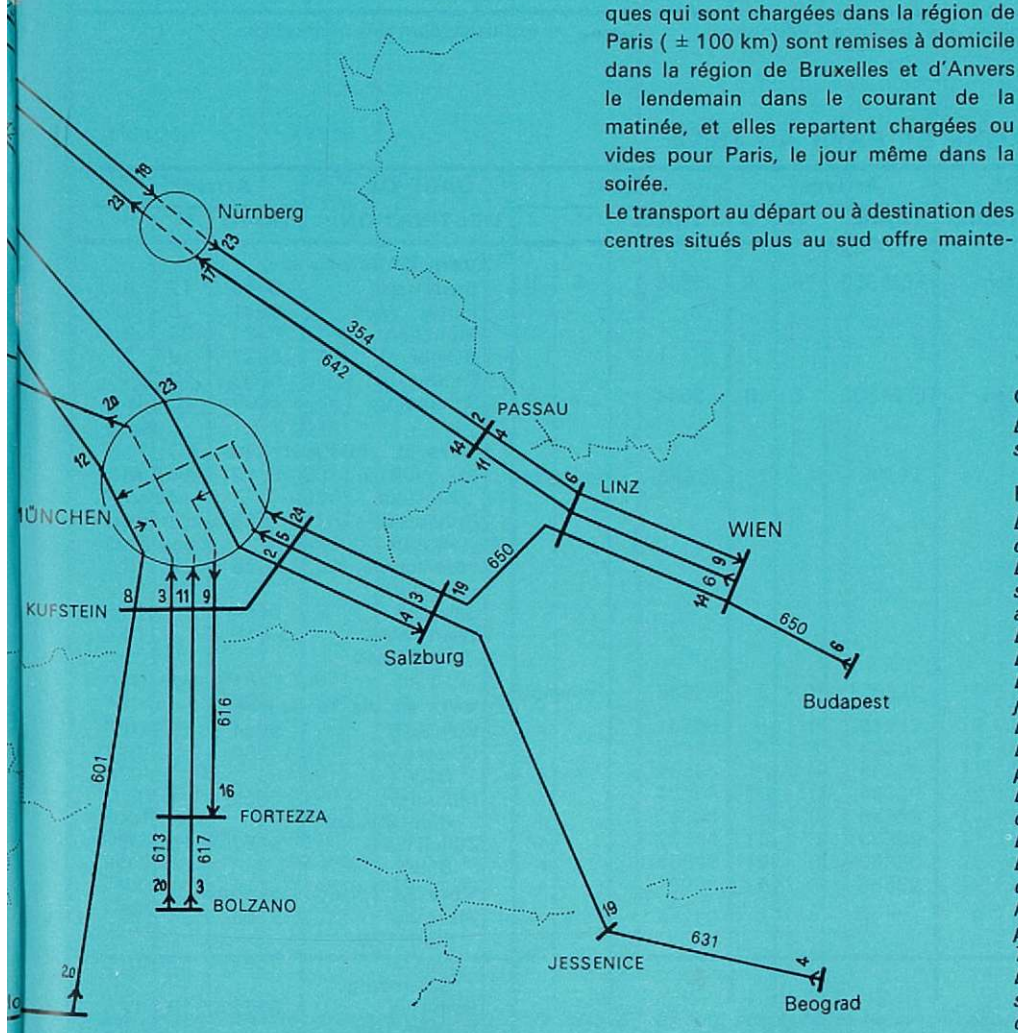 ques qui sont chargées dans la région de
Paris ( ± 100 km) sont remises à domicile
dans la région de Bruxelles et d'Anvers
le lendemain dans le courant de la
matinée, et elles repartent chargées ou
vides pour Paris, le jour même dans la
soirée.
Le transport au départ ou à destination des
centres situés plus au sud offre mainte-
18
23
Nürnberg
23
17
354
642
23
20
12
2
PASSAU
4
14
11
6
LINZ
MÜNCHEN
24
5
2
650
WIEN
9
6
14
19
3
4
8
3
11
9
KUFSTEIN
Salzburg
650
6
Budapest
616
601
16
FORTEZZA
613
617
20
3
BOLZANO
19
JESSENICE
631
4
Beograd
20